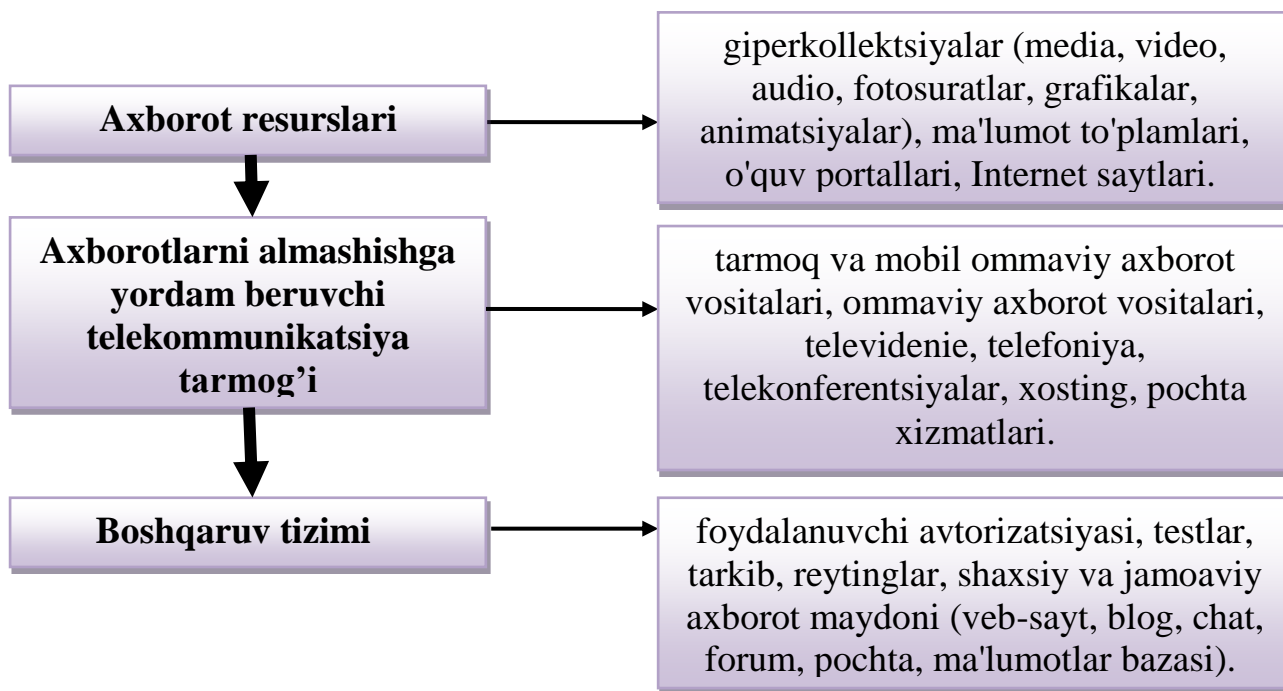 Axborot resurslari
giperkollektsiyalar (media, video,
audio, fotosuratlar, grafikalar,
animatsiyalar), ma'lumot to'plamlari,
o'quv portallari, Internet saytlari.
Axborotlarni almashishga
yordam beruvchi
telekommunikatsiya
tarmog’i
tarmoq va mobil ommaviy axborot
vositalari, ommaviy axborot vositalari,
televidenie, telefoniya,
telekonferentsiyalar, xosting, pochta
xizmatlari.
Boshqaruv tizimi
foydalanuvchi avtorizatsiyasi, testlar,
tarkib, reytinglar, shaxsiy va jamoaviy
axborot maydoni (veb-sayt, blog, chat,
forum, pochta, ma'lumotlar bazasi).